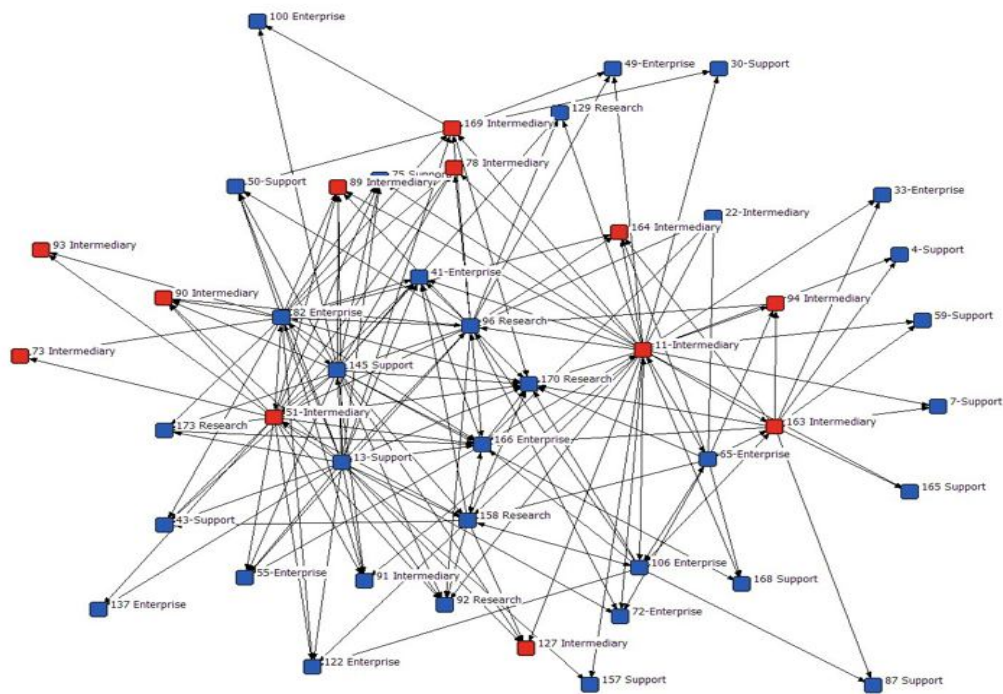 100 Enterprise
49-Enterprise
30-Support
129 Research
169 Intermediary
78 Intermediary
75 Support
50-Support
89 Intermediary
33-Enterprise
22-Intermediary
164 Intermediary
93 Intermediary
4-Support
41-Enterprise
90 Intermediary
94 Intermediary
82 Enterprise
59-Support
96 Research
11-Intermediary
73 Intermediary
145 Support
170 Research
7-Support
51-Intermediary
163 Intermediary
173 Research
166 Enterprise
13-Support
65-Enterprise
165 Support
43-Support
158 Research
106 Enterprise
55-Enterprise
91 Intermediary
168 Support
92 Research
137 Enterprise
72-Enterprise
127 Intermediary
122 Enterprise
157 Support
87 Support